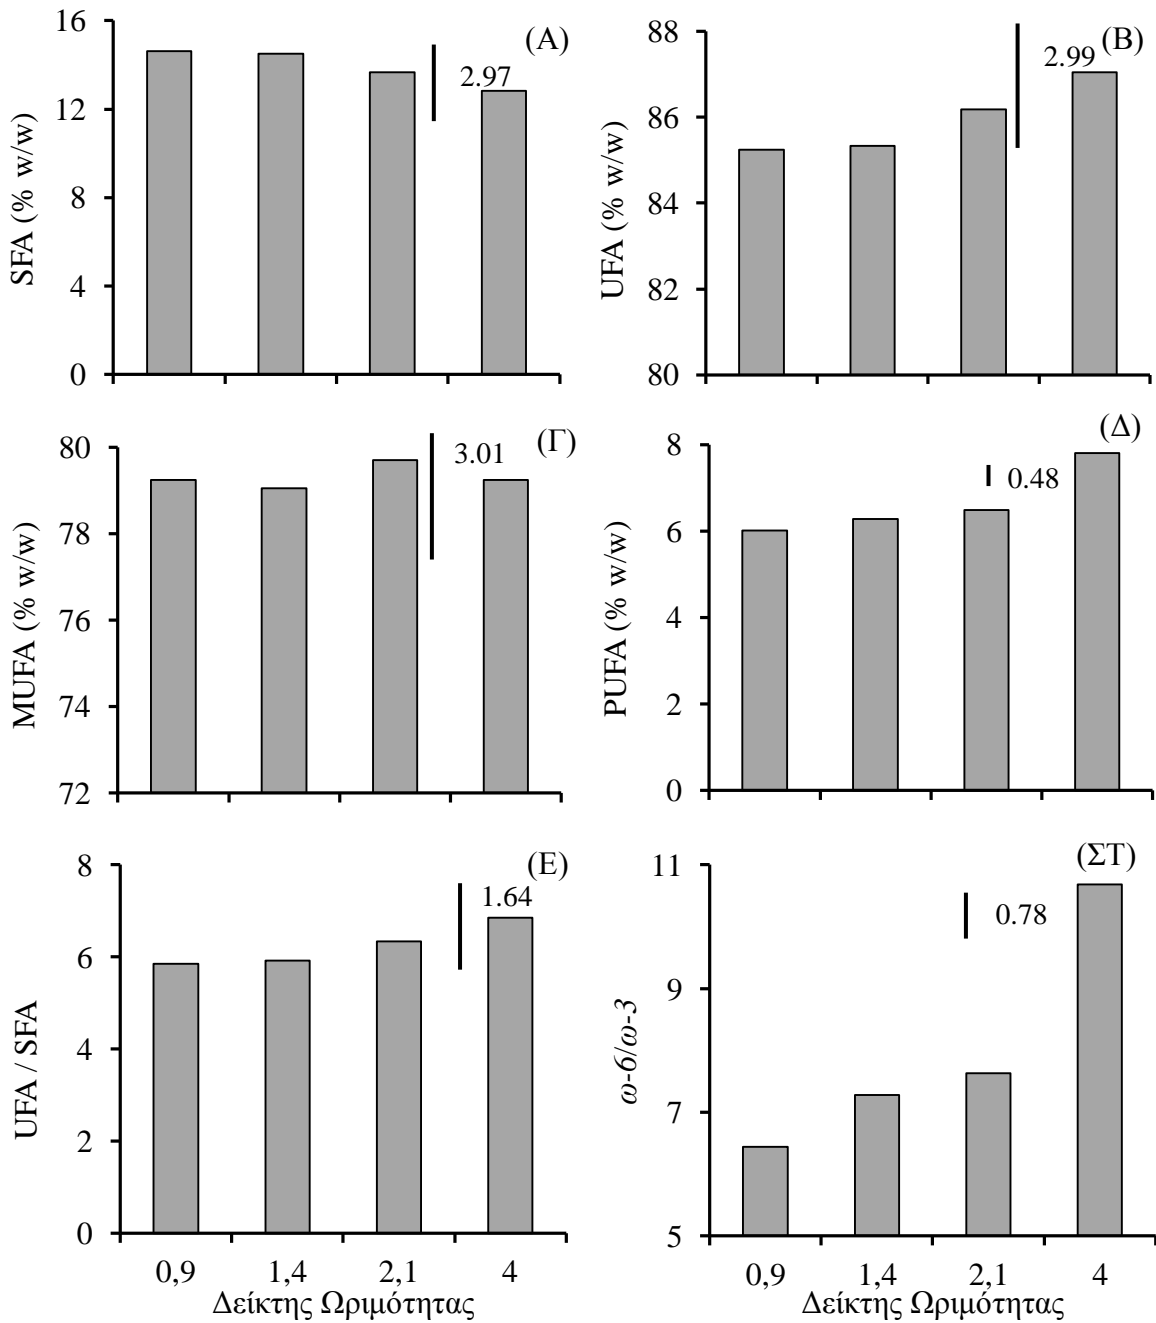 (Α)
SFA (% w/w)
16
12
8
4
0
2.97
(Β)
UFA (% w/w)
88
86
84
82
80
2.99
(Γ)
MUFA (% w/w)
80
78
76
74
72
3.01
(Δ)
PUFA (% w/w)
8
6
4
2
0
0.48
(Ε)
UFA / SFA
8
6
4
2
0
1.64
0,9 1,4 2,1 4
Δείκτης Ωριμότητας
(ΣΤ)
ω-6/ω-3
11
9
7
5
0.78
0,9 1,4 2,1 4
Δείκτης Ωριμότητας